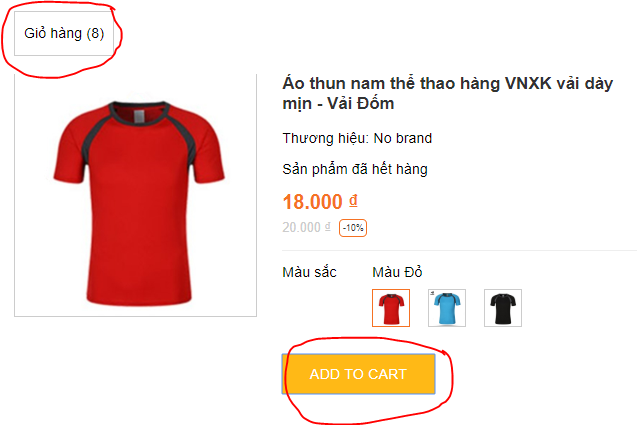 Giỏ hàng (8)
Áo thun nam thể thao hàng VNXK vải dày
mịn - Vải Đốm
Thương hiệu: No brand
Sản phẩm đã hết hàng
18.000 ₫
20.000 ₫ -10%
Màu sắc Màu Đỏ
ADD TO CART